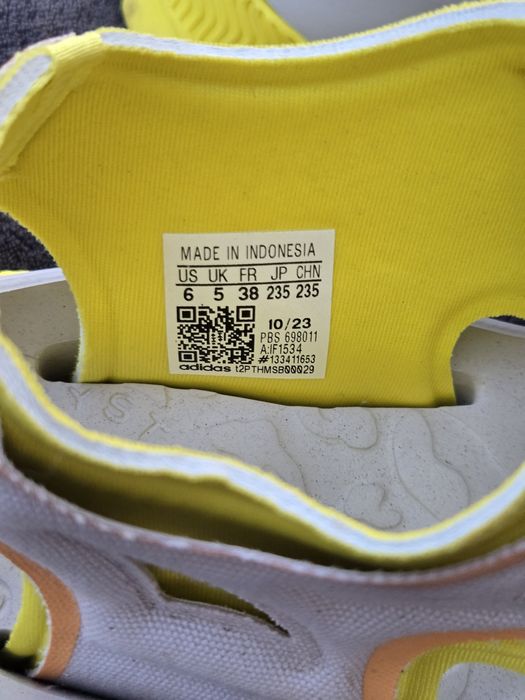 MADE IN INDONESIA
US UK FR JP CHN
6 5 38 235 235
10/23
PBS 698011
A:IF1534
#133411653
adidas t2PTHMSB00029